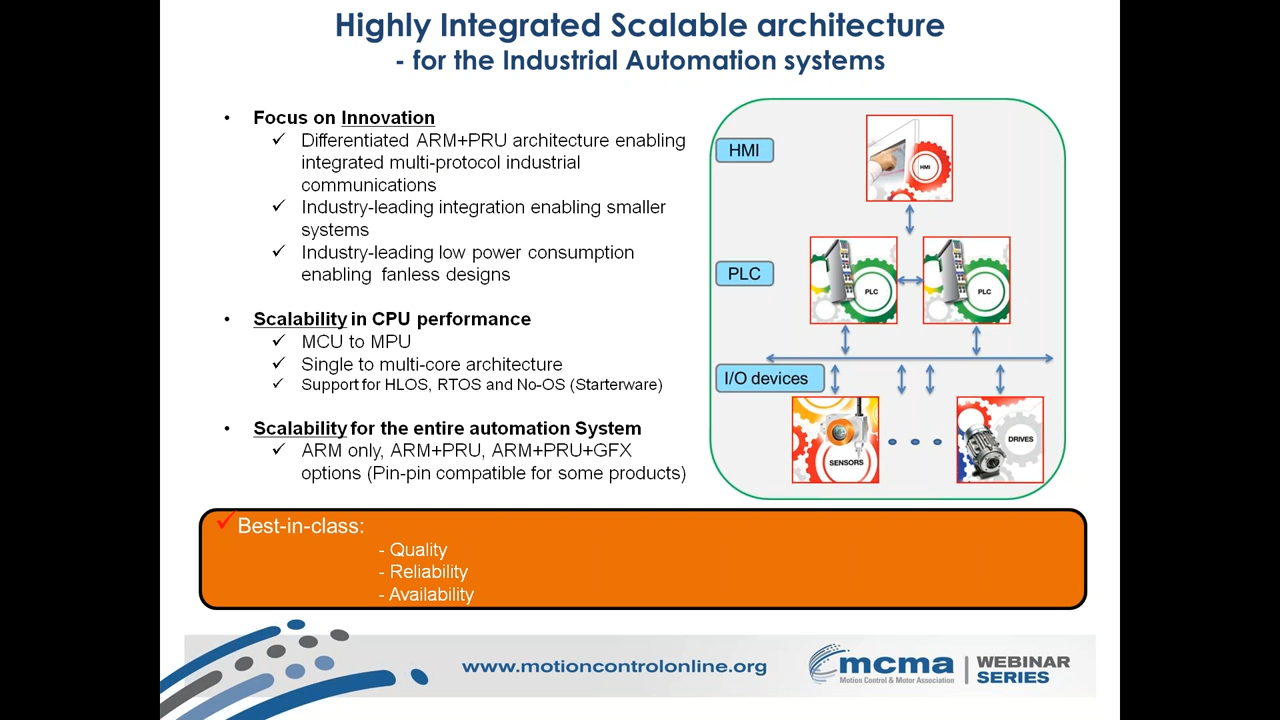 Highly Integrated Scalable architecture
- for the Industrial Automation systems
• Focus on Innovation
✓ Differentiated ARM+PRU architecture enabling
integrated multi-protocol industrial
communications
✓ Industry-leading integration enabling smaller
systems
✓ Industry-leading low power consumption
enabling fanless designs
• Scalability in CPU performance
✓ MCU to MPU
✓ Single to multi-core architecture
✓ Support for HLOS, RTOS and No-OS (Starterware)
• Scalability for the entire automation System
✓ ARM only, ARM+PRU, ARM+PRU+GFX
options (Pin-pin compatible for some products)
HMI
HMI
PLC
PLC
PLC
I/O devices
SENSORS
DRIVES
✓ Best-in-class:
- Quality
- Reliability
- Availability
www.motioncontrolonline.org
mcma
Motion Control & Motor Association
WEBINAR
SERIES